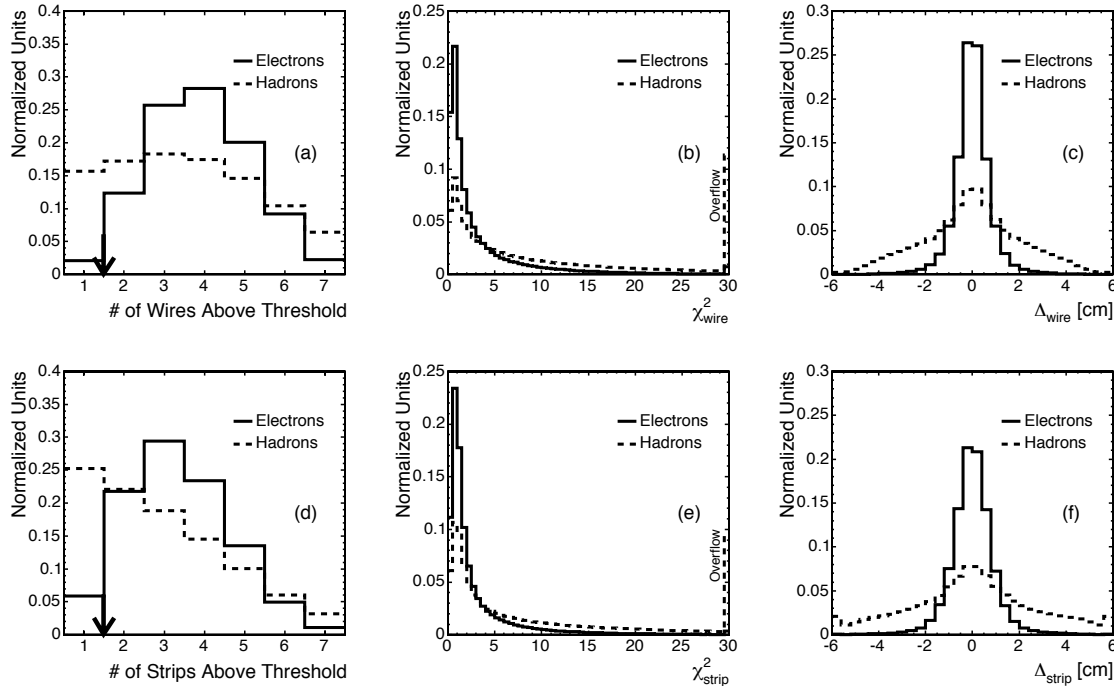 Normalized Units
0.4
0.35
0.3
0.25
0.2
0.15
0.1
0.05
0
Electrons
Hadrons
(a)
1 2 3 4 5 6 7
# of Wires Above Threshold
Normalized Units
0.25
0.2
0.15
0.1
0.05
0
Electrons
Hadrons
(b)
Overflow
0 5 10 15 20 25 30
χ²wire
Normalized Units
0.3
0.25
0.2
0.15
0.1
0.05
0
Electrons
Hadrons
(c)
-6 -4 -2 0 2 4 6
Δwire [cm]
Normalized Units
0.4
0.35
0.3
0.25
0.2
0.15
0.1
0.05
0
Electrons
Hadrons
(d)
1 2 3 4 5 6 7
# of Strips Above Threshold
Normalized Units
0.25
0.2
0.15
0.1
0.05
0
Electrons
Hadrons
(e)
Overflow
0 5 10 15 20 25 30
χ²strip
Normalized Units
0.3
0.25
0.2
0.15
0.1
0.05
0
Electrons
Hadrons
(f)
-6 -4 -2 0 2 4 6
Δstrip [cm]